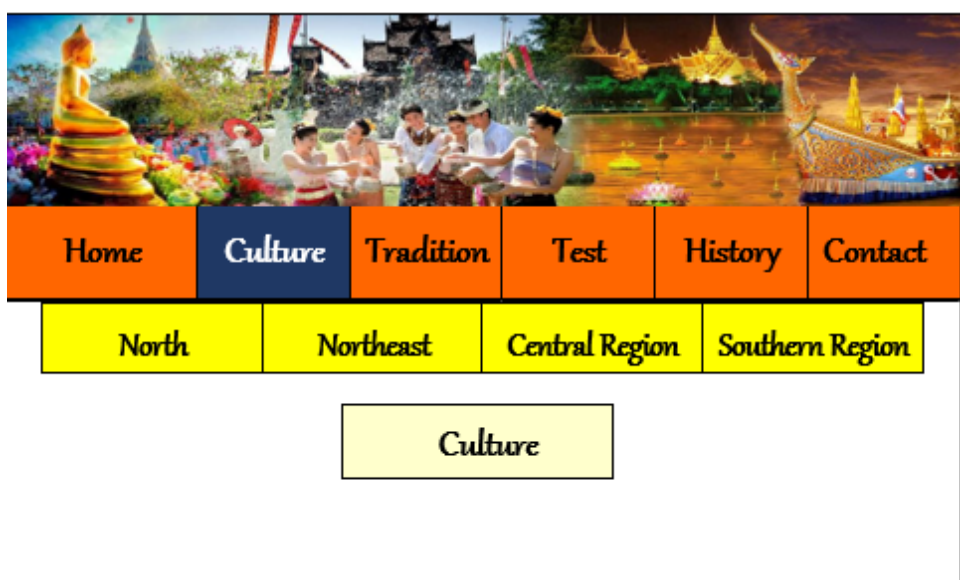 Home Culture Tradition Test History Contact
North Northeast Central Region Southern Region
Culture